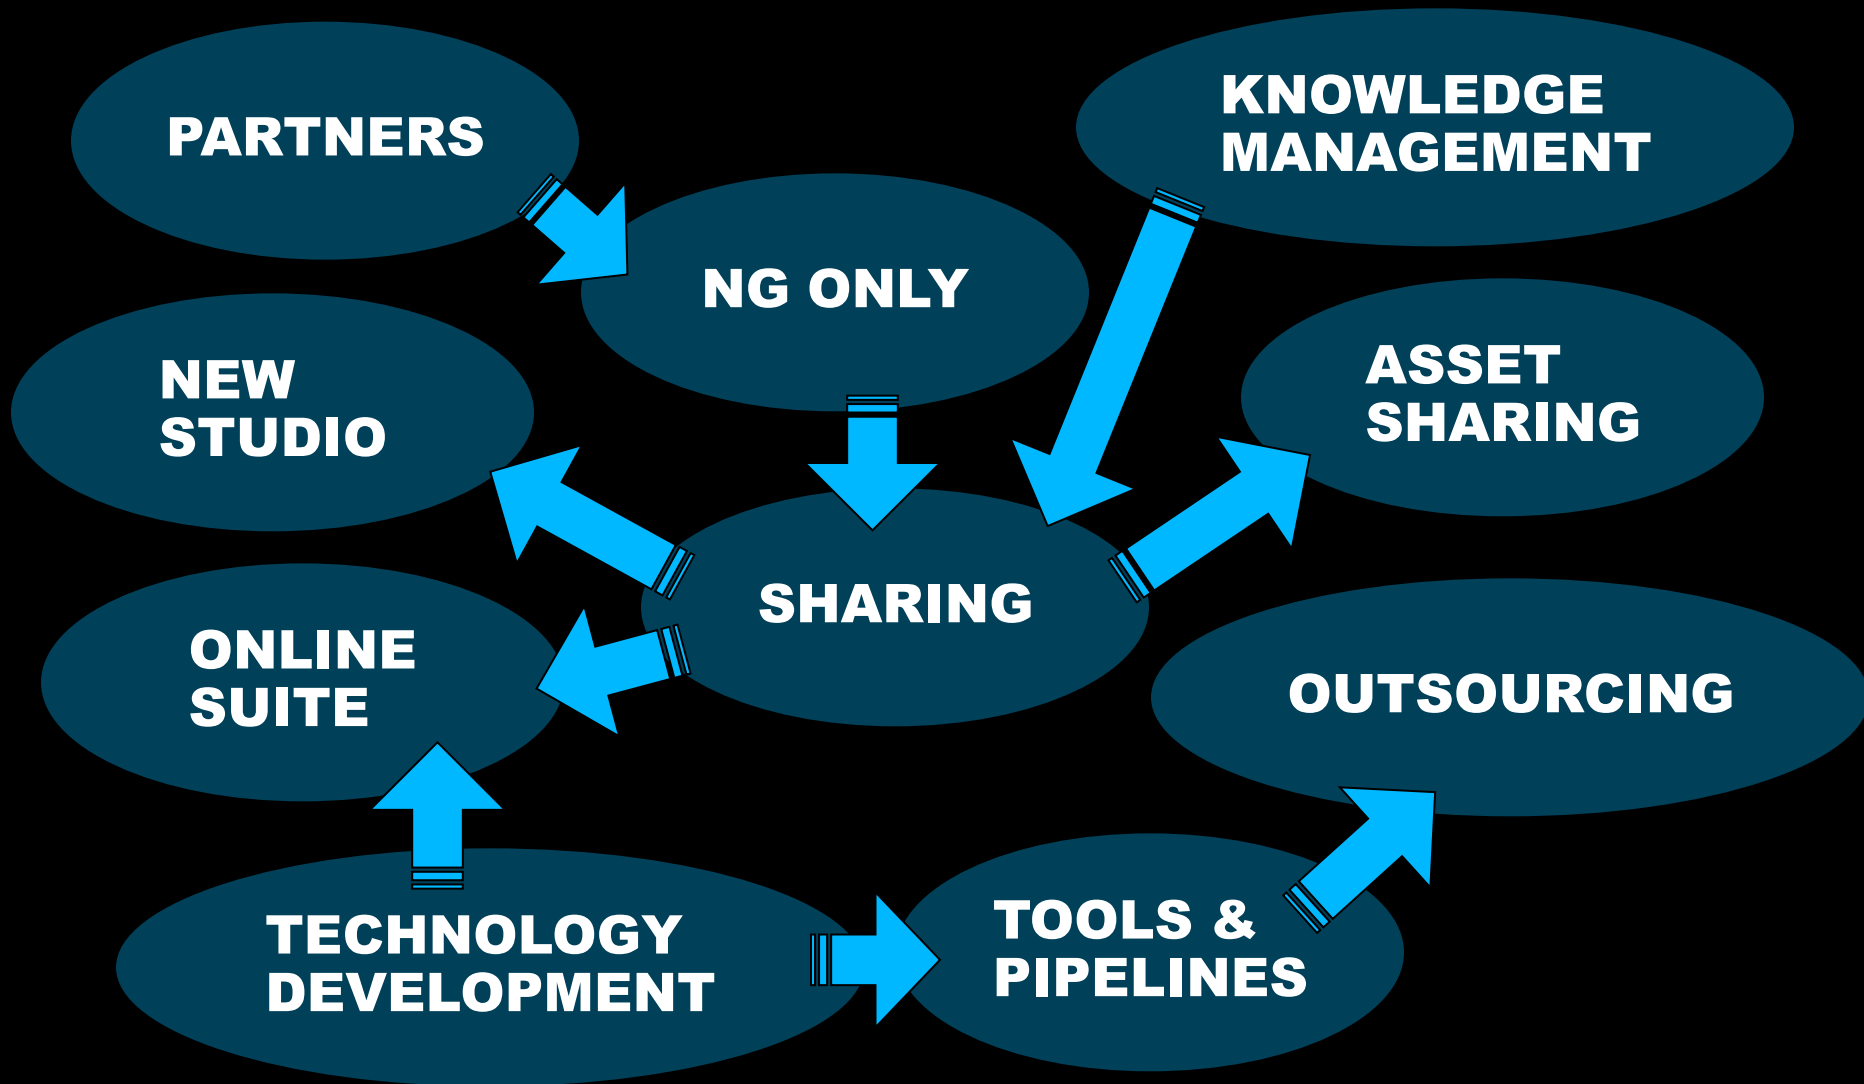 PARTNERS
KNOWLEDGE
MANAGEMENT
NG ONLY
NEW
STUDIO
ASSET
SHARING
SHARING
ONLINE
SUITE
OUTSOURCING
TECHNOLOGY
DEVELOPMENT
TOOLS &
PIPELINES